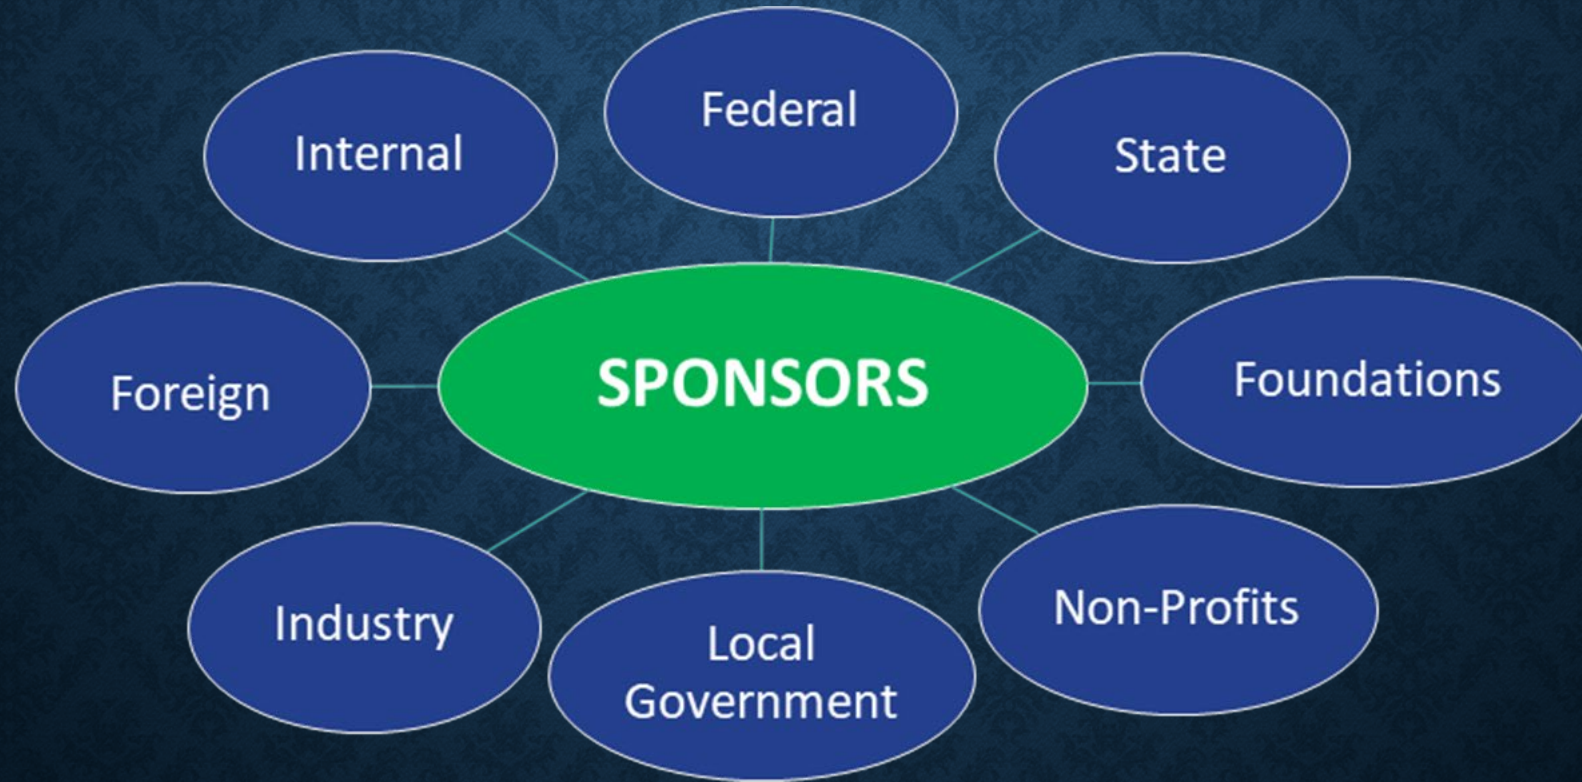 Federal
Internal
State
SPONSORS
Foreign
Foundations
Industry
Non-Profits
Local
Government